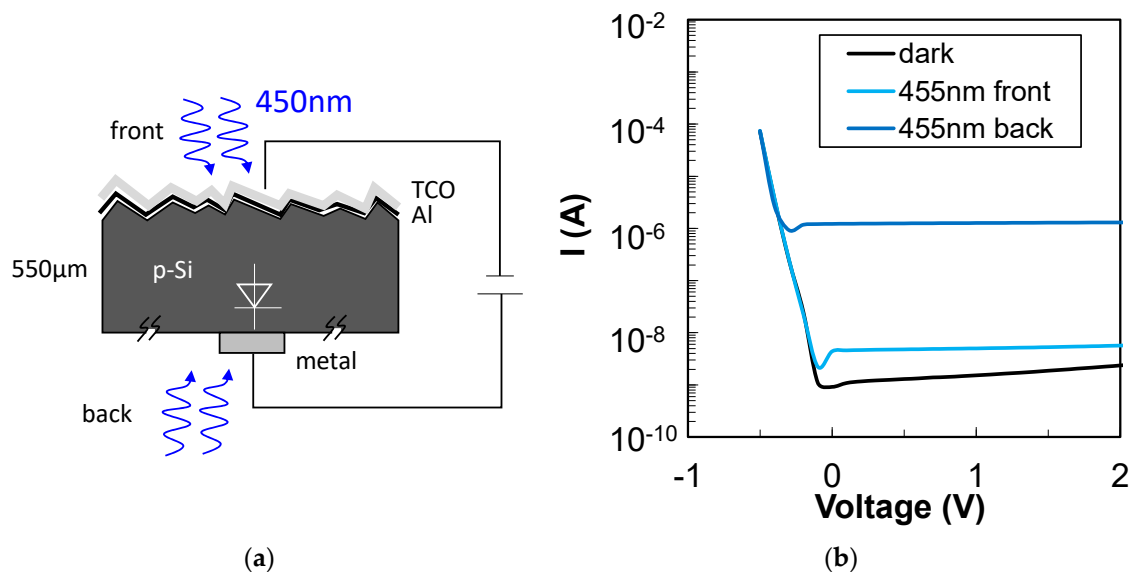 450nm
front
TCO
Al
550µm
p-Si
metal
back
(a)
10-2
dark
455nm front
455nm back
10-4
I (A)
10-6
10-8
10-10
-1 0 1 2
Voltage (V)
(b)